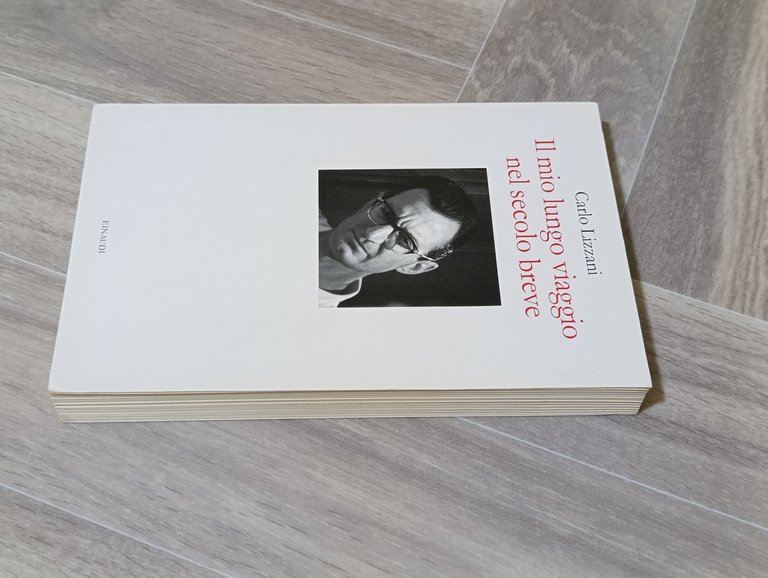 Carlo Lizzani
Il mio lungo viaggio
nel secolo breve
EINAUDI